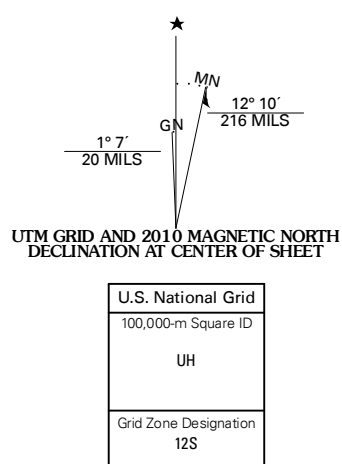 ★
MN
GN
12° 10´
216 MILS
1° 7´
20 MILS
UTM GRID AND 2010 MAGNETIC NORTH
DECLINATION AT CENTER OF SHEET
U.S. National Grid
100,000-m Square ID
UH
Grid Zone Designation
12S